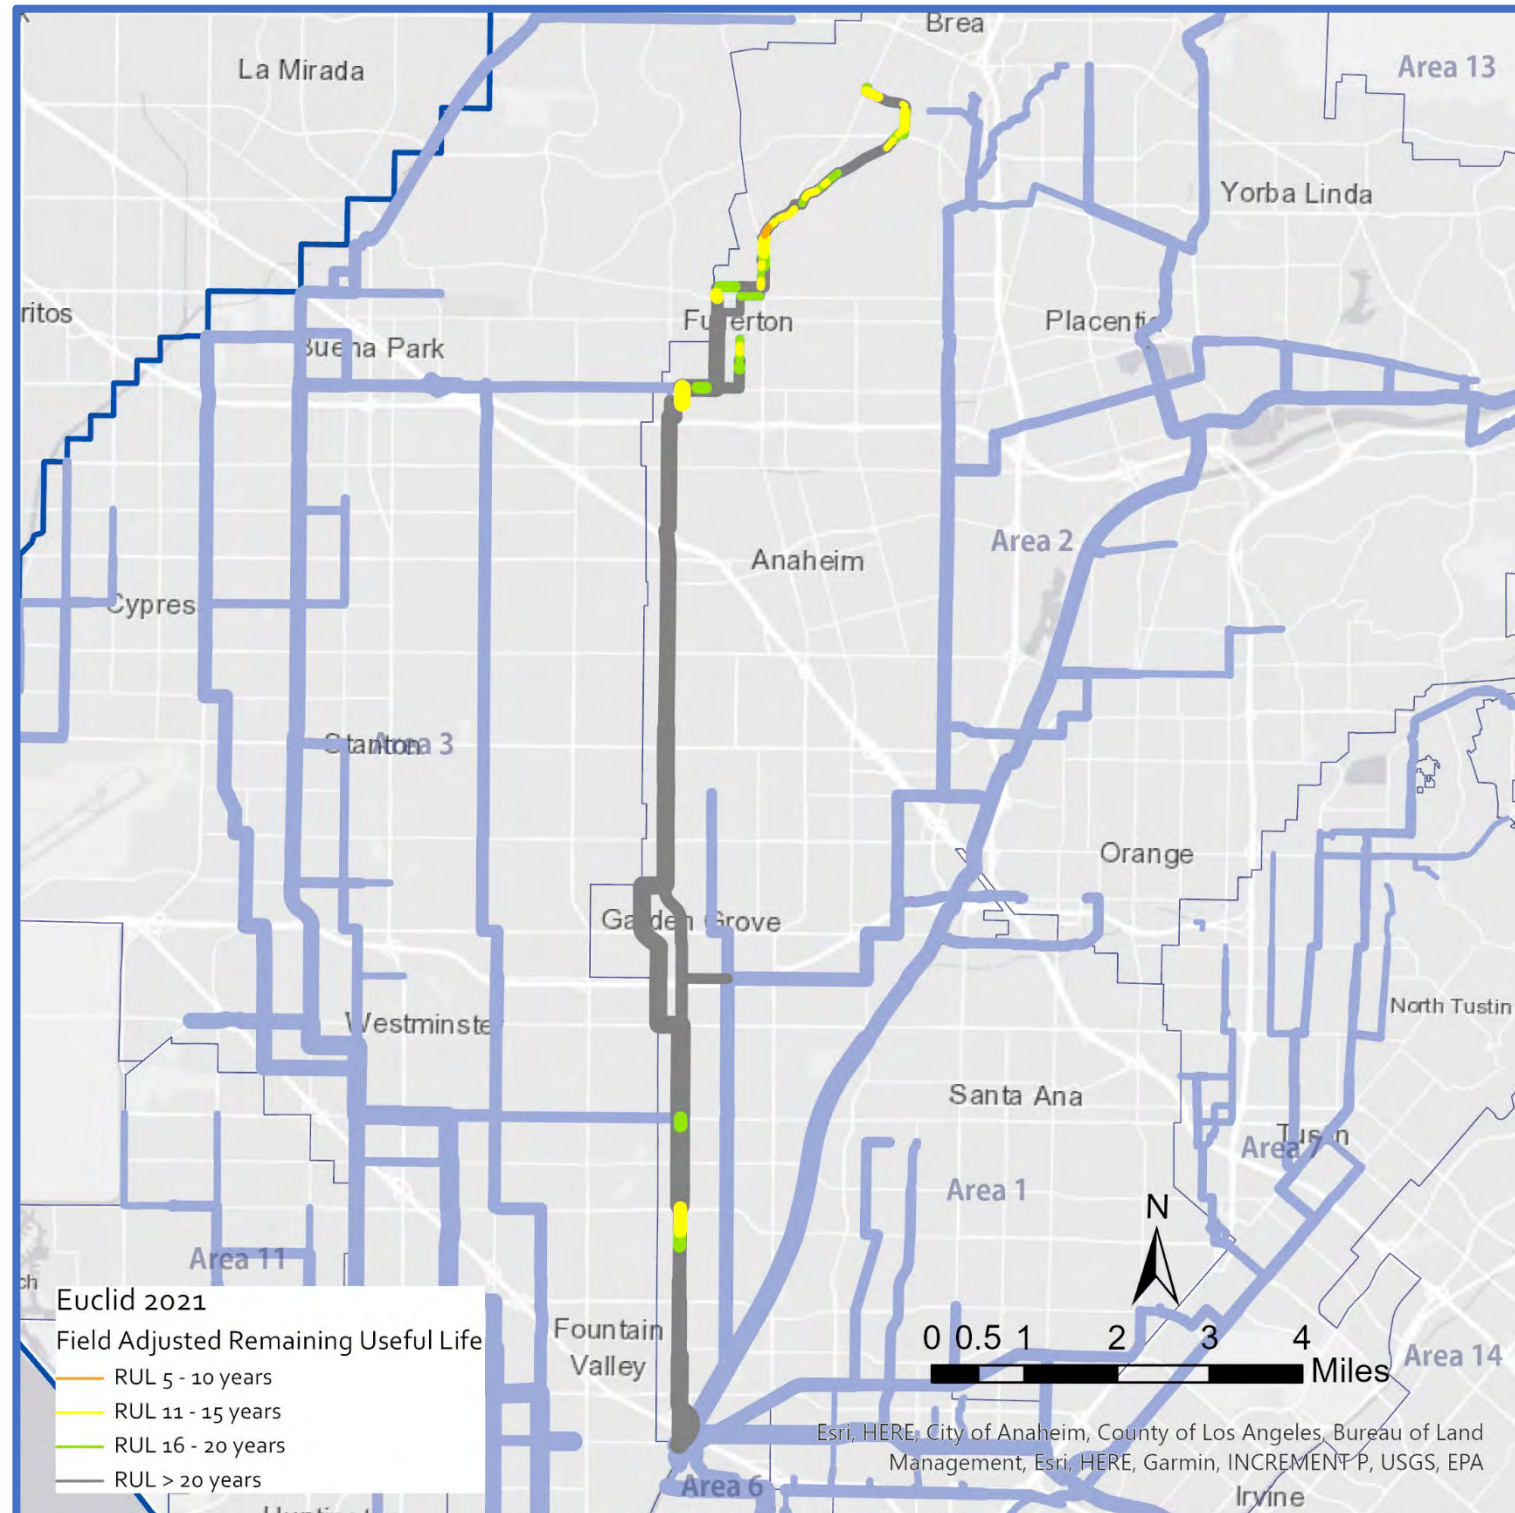 Brea
La Mirada
Area 13
Yorba Linda
ritos
Fullerton
Placentia
Buena Park
Area 2
Anaheim
Cypres
Stanton
Area 3
Orange
Garden Grove
North Tustin
Westminste
Santa Ana
Tustin
Area 7
Area 1
N
Area 11
ch
Euclid 2021
Field Adjusted Remaining Useful Life
RUL 5 - 10 years
RUL 11 - 15 years
RUL 16 - 20 years
RUL > 20 years
Fountain
Valley
0 0.5 1 2 3 4
Miles
Area 14
Esri, HERE, City of Anaheim, County of Los Angeles, Bureau of Land
Management, Esri, HERE, Garmin, INCREMENT P, USGS, EPA
Area 6
Irvine